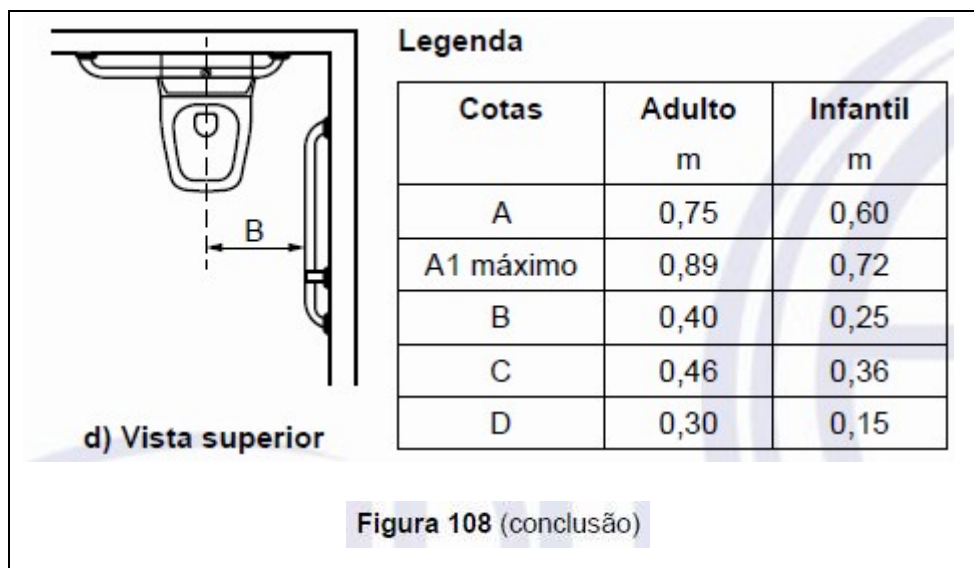 Legenda
Cotas Adulto Infantil
m m
A 0,75 0,60
A1 máximo 0,89 0,72
B 0,40 0,25
C 0,46 0,36
D 0,30 0,15
B
d) Vista superior
Figura 108 (conclusão)